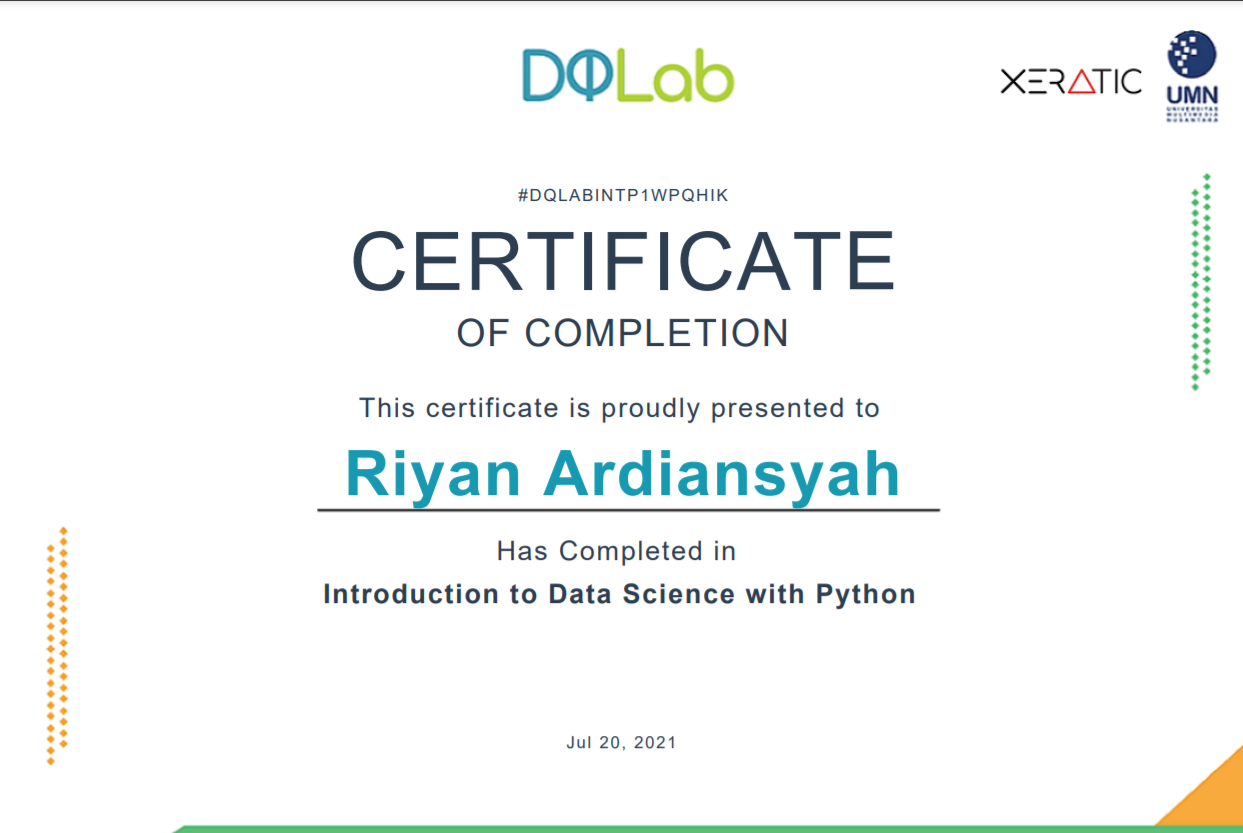 DQLab
XERATIC
UMN
UNIVERSITAS
MULTIMEDIA
NUSANTARA
#DQLABINTP1WPQHIK
CERTIFICATE
OF COMPLETION
This certificate is proudly presented to
Riyan Ardiansyah
Has Completed in
Introduction to Data Science with Python
Jul 20, 2021